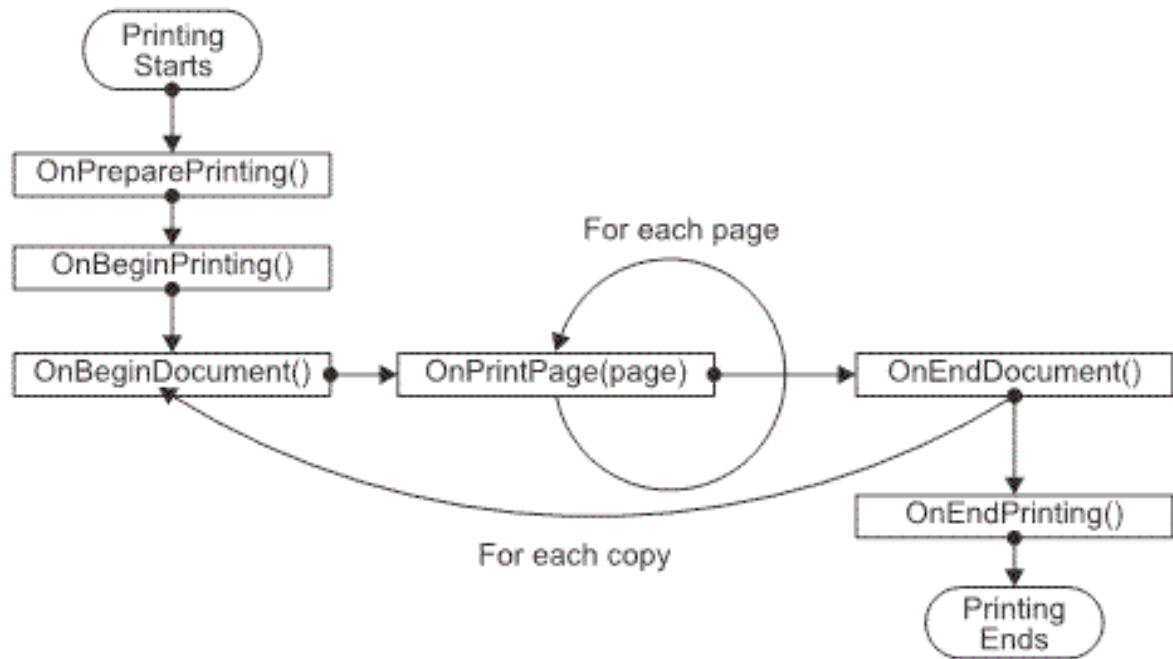 Printing
Starts
OnPreparePrinting()
OnBeginPrinting()
For each page
OnBeginDocument()
OnPrintPage(page)
OnEndDocument()
OnEndPrinting()
For each copy
Printing
Ends